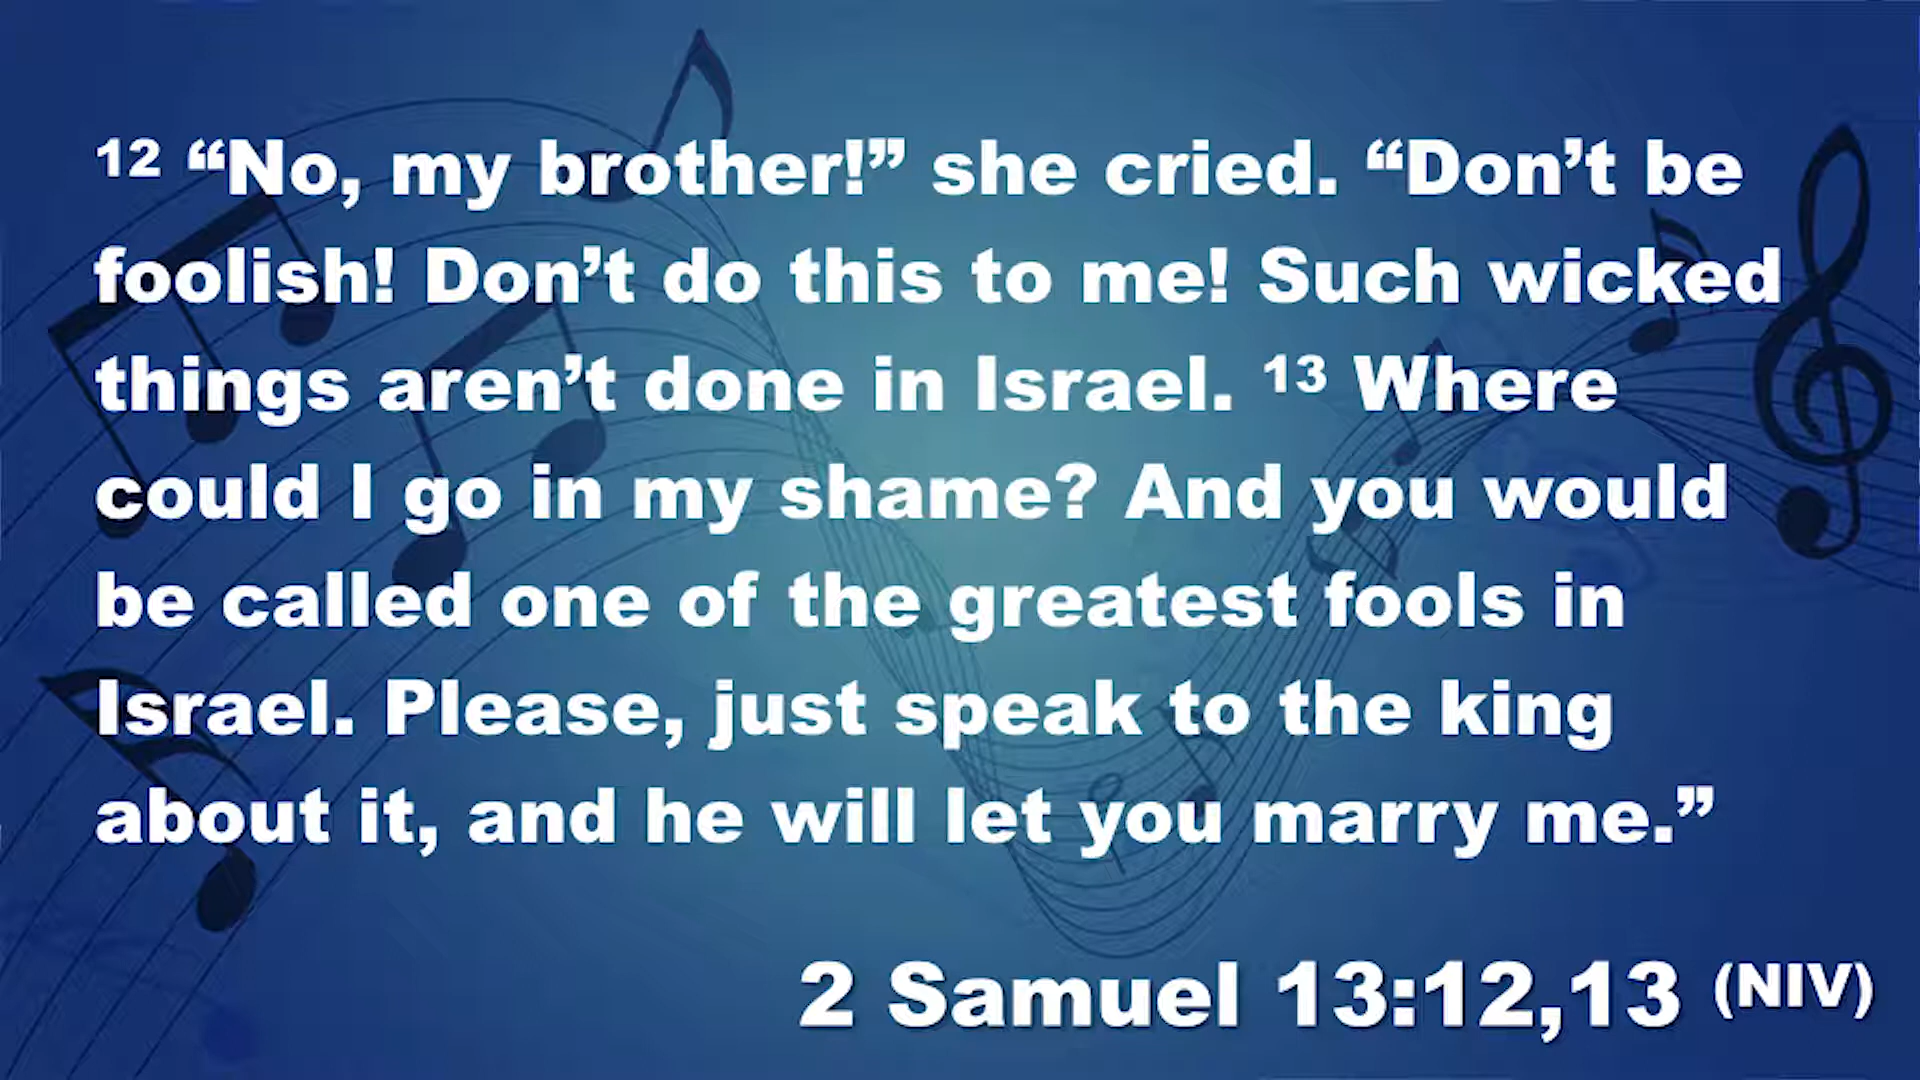 12 “No, my brother!” she cried. “Don’t be
foolish! Don’t do this to me! Such wicked
things aren’t done in Israel. 13 Where
could I go in my shame? And you would
be called one of the greatest fools in
Israel. Please, just speak to the king
about it, and he will let you marry me.”
2 Samuel 13:12,13 (NIV)